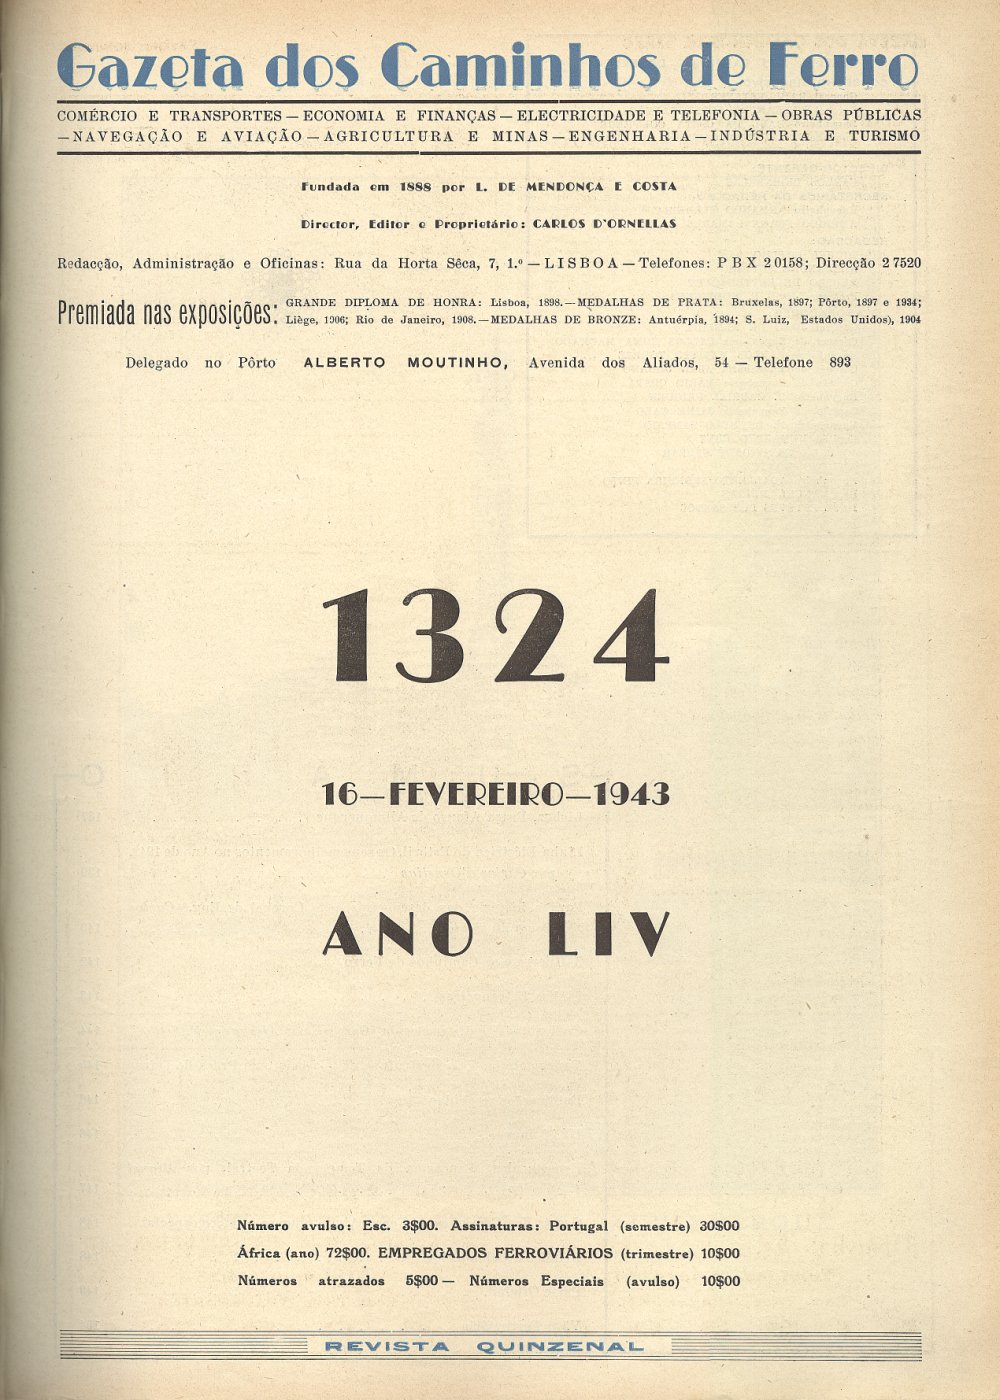 Gazeta dos Caminhos de Ferro
COMÉRCIO E TRANSPORTES — ECONOMIA E FINANÇAS — ELECTRICIDADE E TELEFONIA — OBRAS PÚBLICAS
— NAVEGAÇÃO E AVIAÇÃO — AGRICULTURA E MINAS — ENGENHARIA — INDÚSTRIA E TURISMO
Fundada em 1888 por L. DE MENDONÇA E COSTA
Director, Editor e Proprietário: CARLOS D'ORNELLAS
Redacção, Administração e Oficinas: Rua da Horta Sêca, 7, 1.º — LISBOA — Telefones: P B X 20158; Direcção 27520
Premiada nas exposições: GRANDE DIPLOMA DE HONRA: Lisboa, 1898. — MEDALHAS DE PRATA: Bruxelas, 1897; Pôrto, 1897 e 1934;
Liège, 1906; Rio de Janeiro, 1908. — MEDALHAS DE BRONZE: Antuérpia, 1894; S. Luiz, Estados Unidos), 1904
Delegado no Pôrto ALBERTO MOUTINHO, Avenida dos Aliados, 54 — Telefone 893
1324
16—FEVEREIRO—1943
ANO LIV
Número avulso: Esc. 3$00. Assinaturas: Portugal (semestre) 30$00
África (ano) 72$00. EMPREGADOS FERROVIÁRIOS (trimestre) 10$00
Números atrazados 5$00 — Números Especiais (avulso) 10$00
REVISTA QUINZENAL